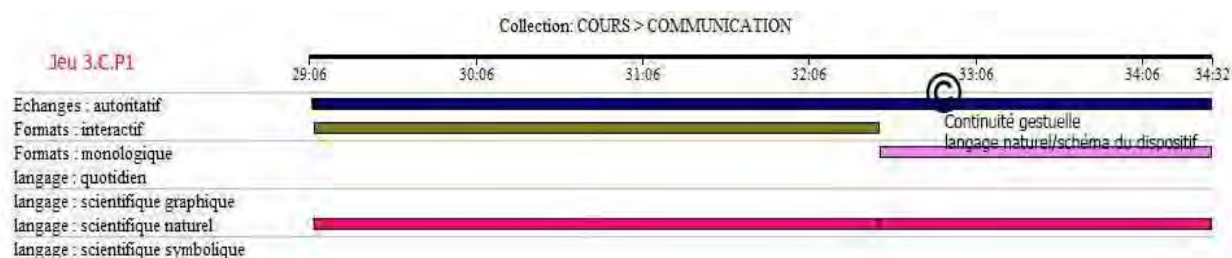 Collection: COURS > COMMUNICATION
Jeu 3.C.P1
29:06 30:06 31:06 32:06 33:06 34:06 34:32
Echanges : autoritatif
©
Formats : interactif
Continuité gestuelle
langage naturel/schéma du dispositif
Formats : monologique
langage : quotidien
langage : scientifique graphique
langage : scientifique naturel
langage : scientifique symbolique